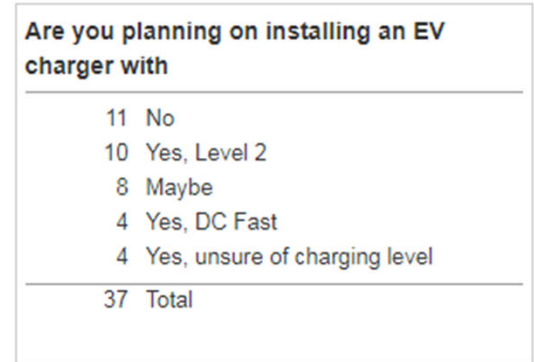 Are you planning on installing an EV
charger with
11 No
10 Yes, Level 2
8 Maybe
4 Yes, DC Fast
4 Yes, unsure of charging level
37 Total